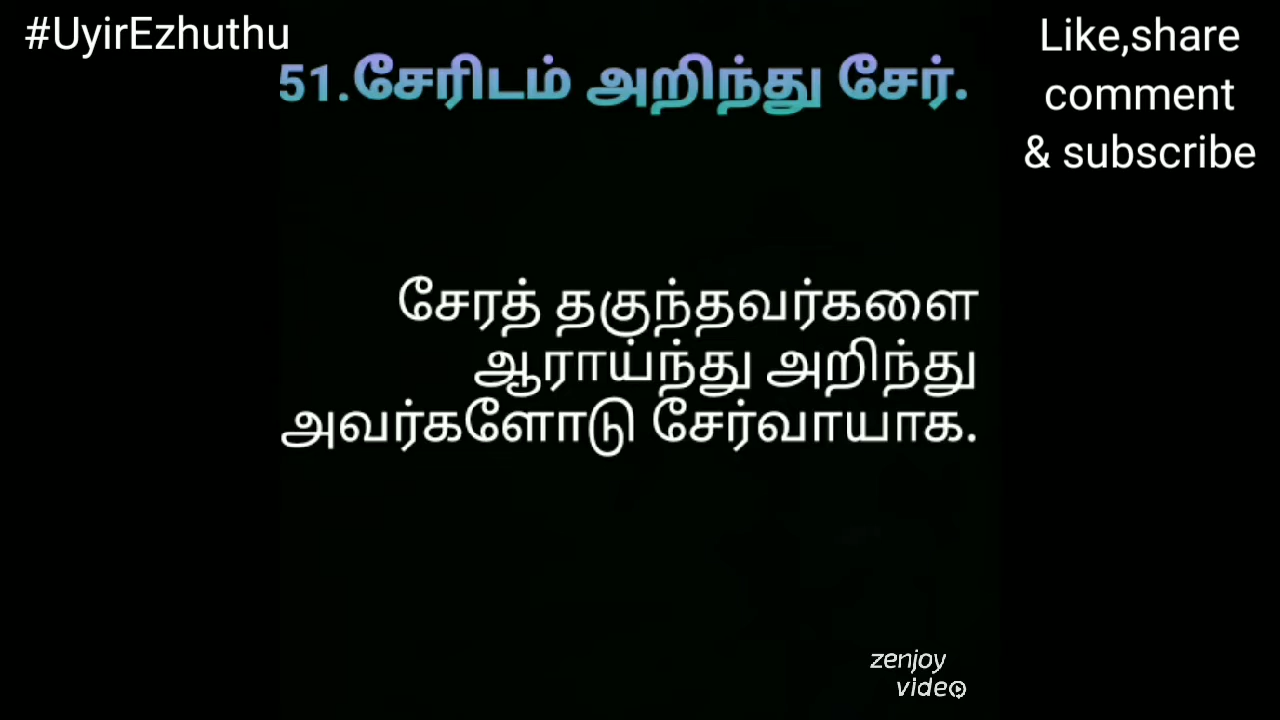 #UyirEzhuthu
Like,share
comment
& subscribe
51.சேரிடம் அறிந்து சேர்.
சேரத் தகுந்தவர்களை
ஆராய்ந்து அறிந்து
அவர்களோடு சேர்வாயாக.
zenjoy
video